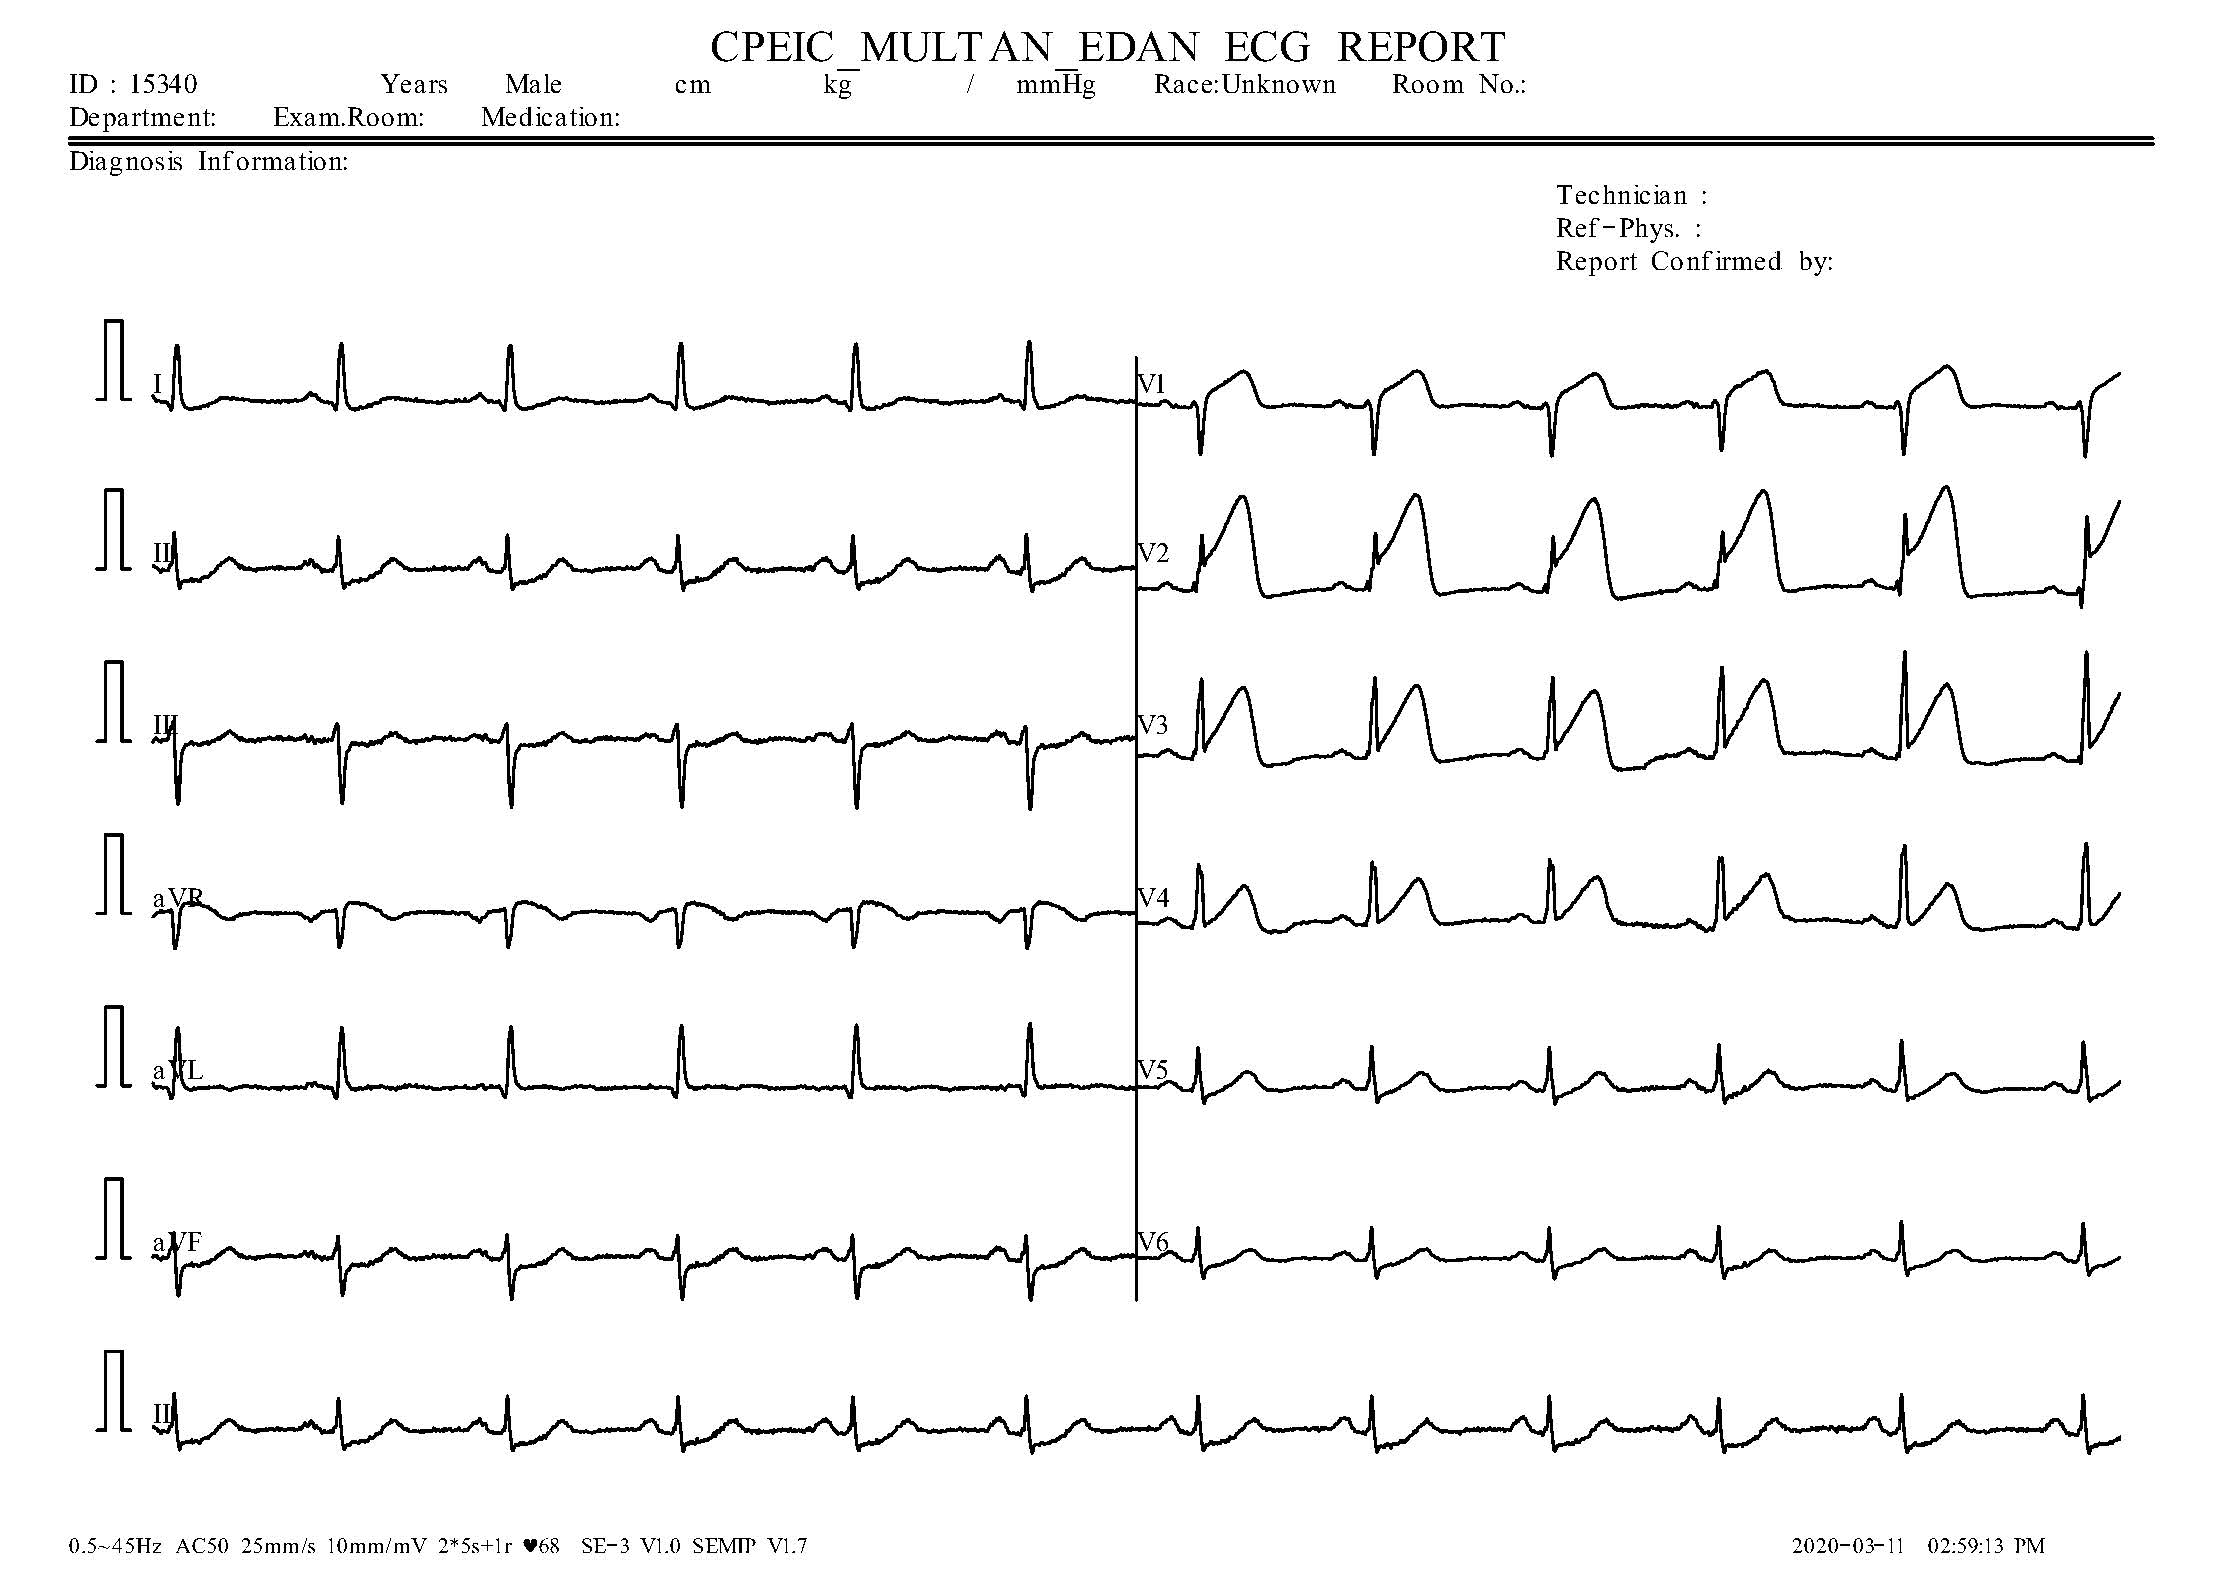 CPEIC_MULTAN_EDAN ECG REPORT
ID : 15340 Years Male cm kg / mmHg Race:Unknown Room No.:
Department: Exam.Room: Medication:
Diagnosis Information:
Technician :
Ref-Phys. :
Report Confirmed by:
I V1
II V2
III V3
aVR V4
aVL V5
aVF V6
II
0.5~45Hz AC50 25mm/s 10mm/mV 2*5s+1r ♥68 SE-3 V1.0 SEMIP V1.7 2020-03-11 02:59:13 PM